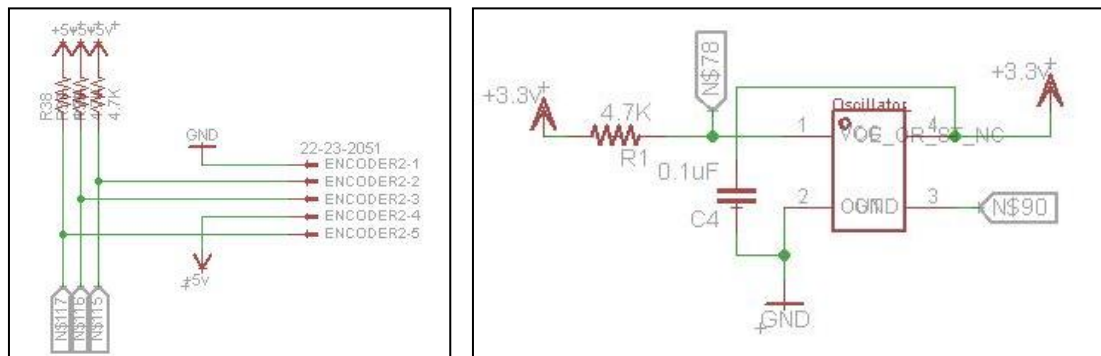 +5v
+5v
+5v
R38
4.7K
GND
22-23-2051
ENCODER2-1
ENCODER2-2
ENCODER2-3
ENCODER2-4
ENCODER2-5
+5v
N$117
N$116
N$115
N$78
+3.3v
4.7K
R1
0.1uF
C4
Oscillator
1
4
2
3
+3.3v
N$90
GND